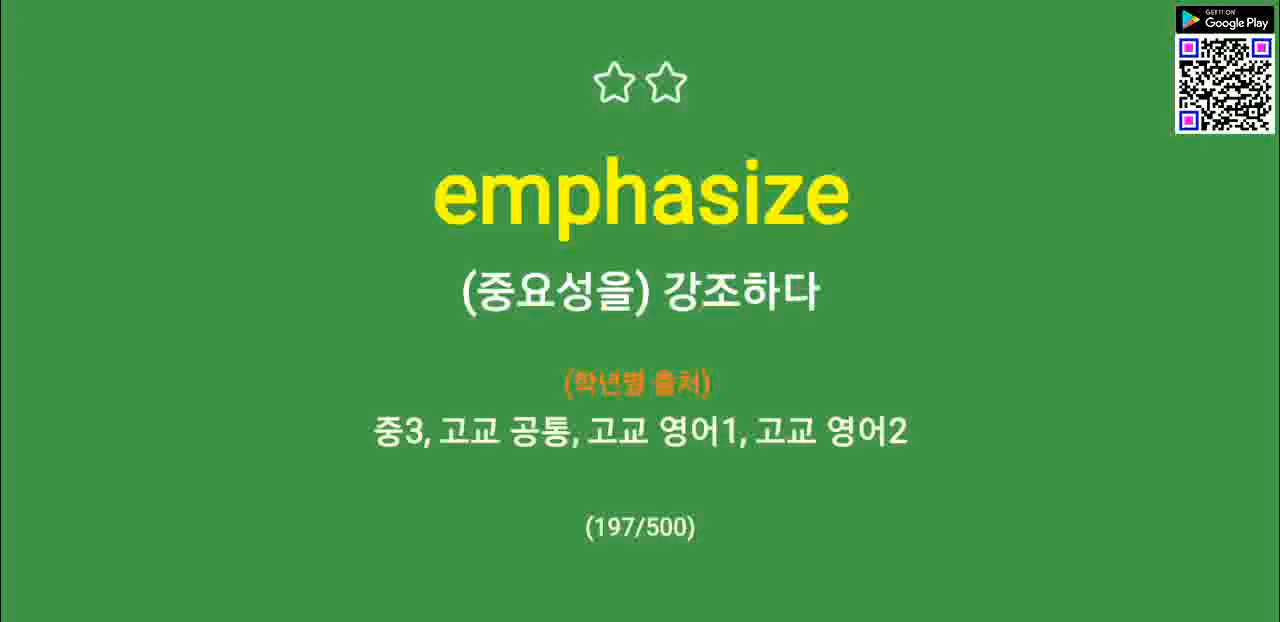 GET IT ON
Google Play
emphasize
(중요성을) 강조하다
(학년별 출처)
중3, 고교 공통, 고교 영어1, 고교 영어2
(197/500)